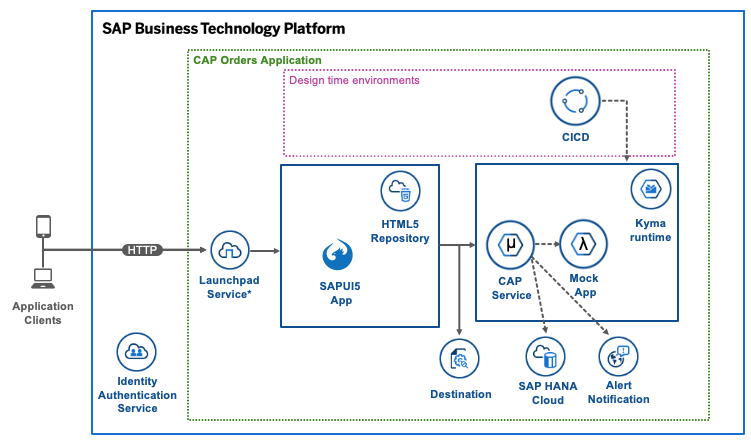 SAP Business Technology Platform
CAP Orders Application
Design time environments
CICD
HTML5
Repository
Kyma
runtime
HTTP
Launchpad
Service*
SAPUI5
App
μ
CAP
Service
λ
Mock
App
Application
Clients
Identity
Authentication
Service
Destination
SAP HANA
Cloud
Alert
Notification